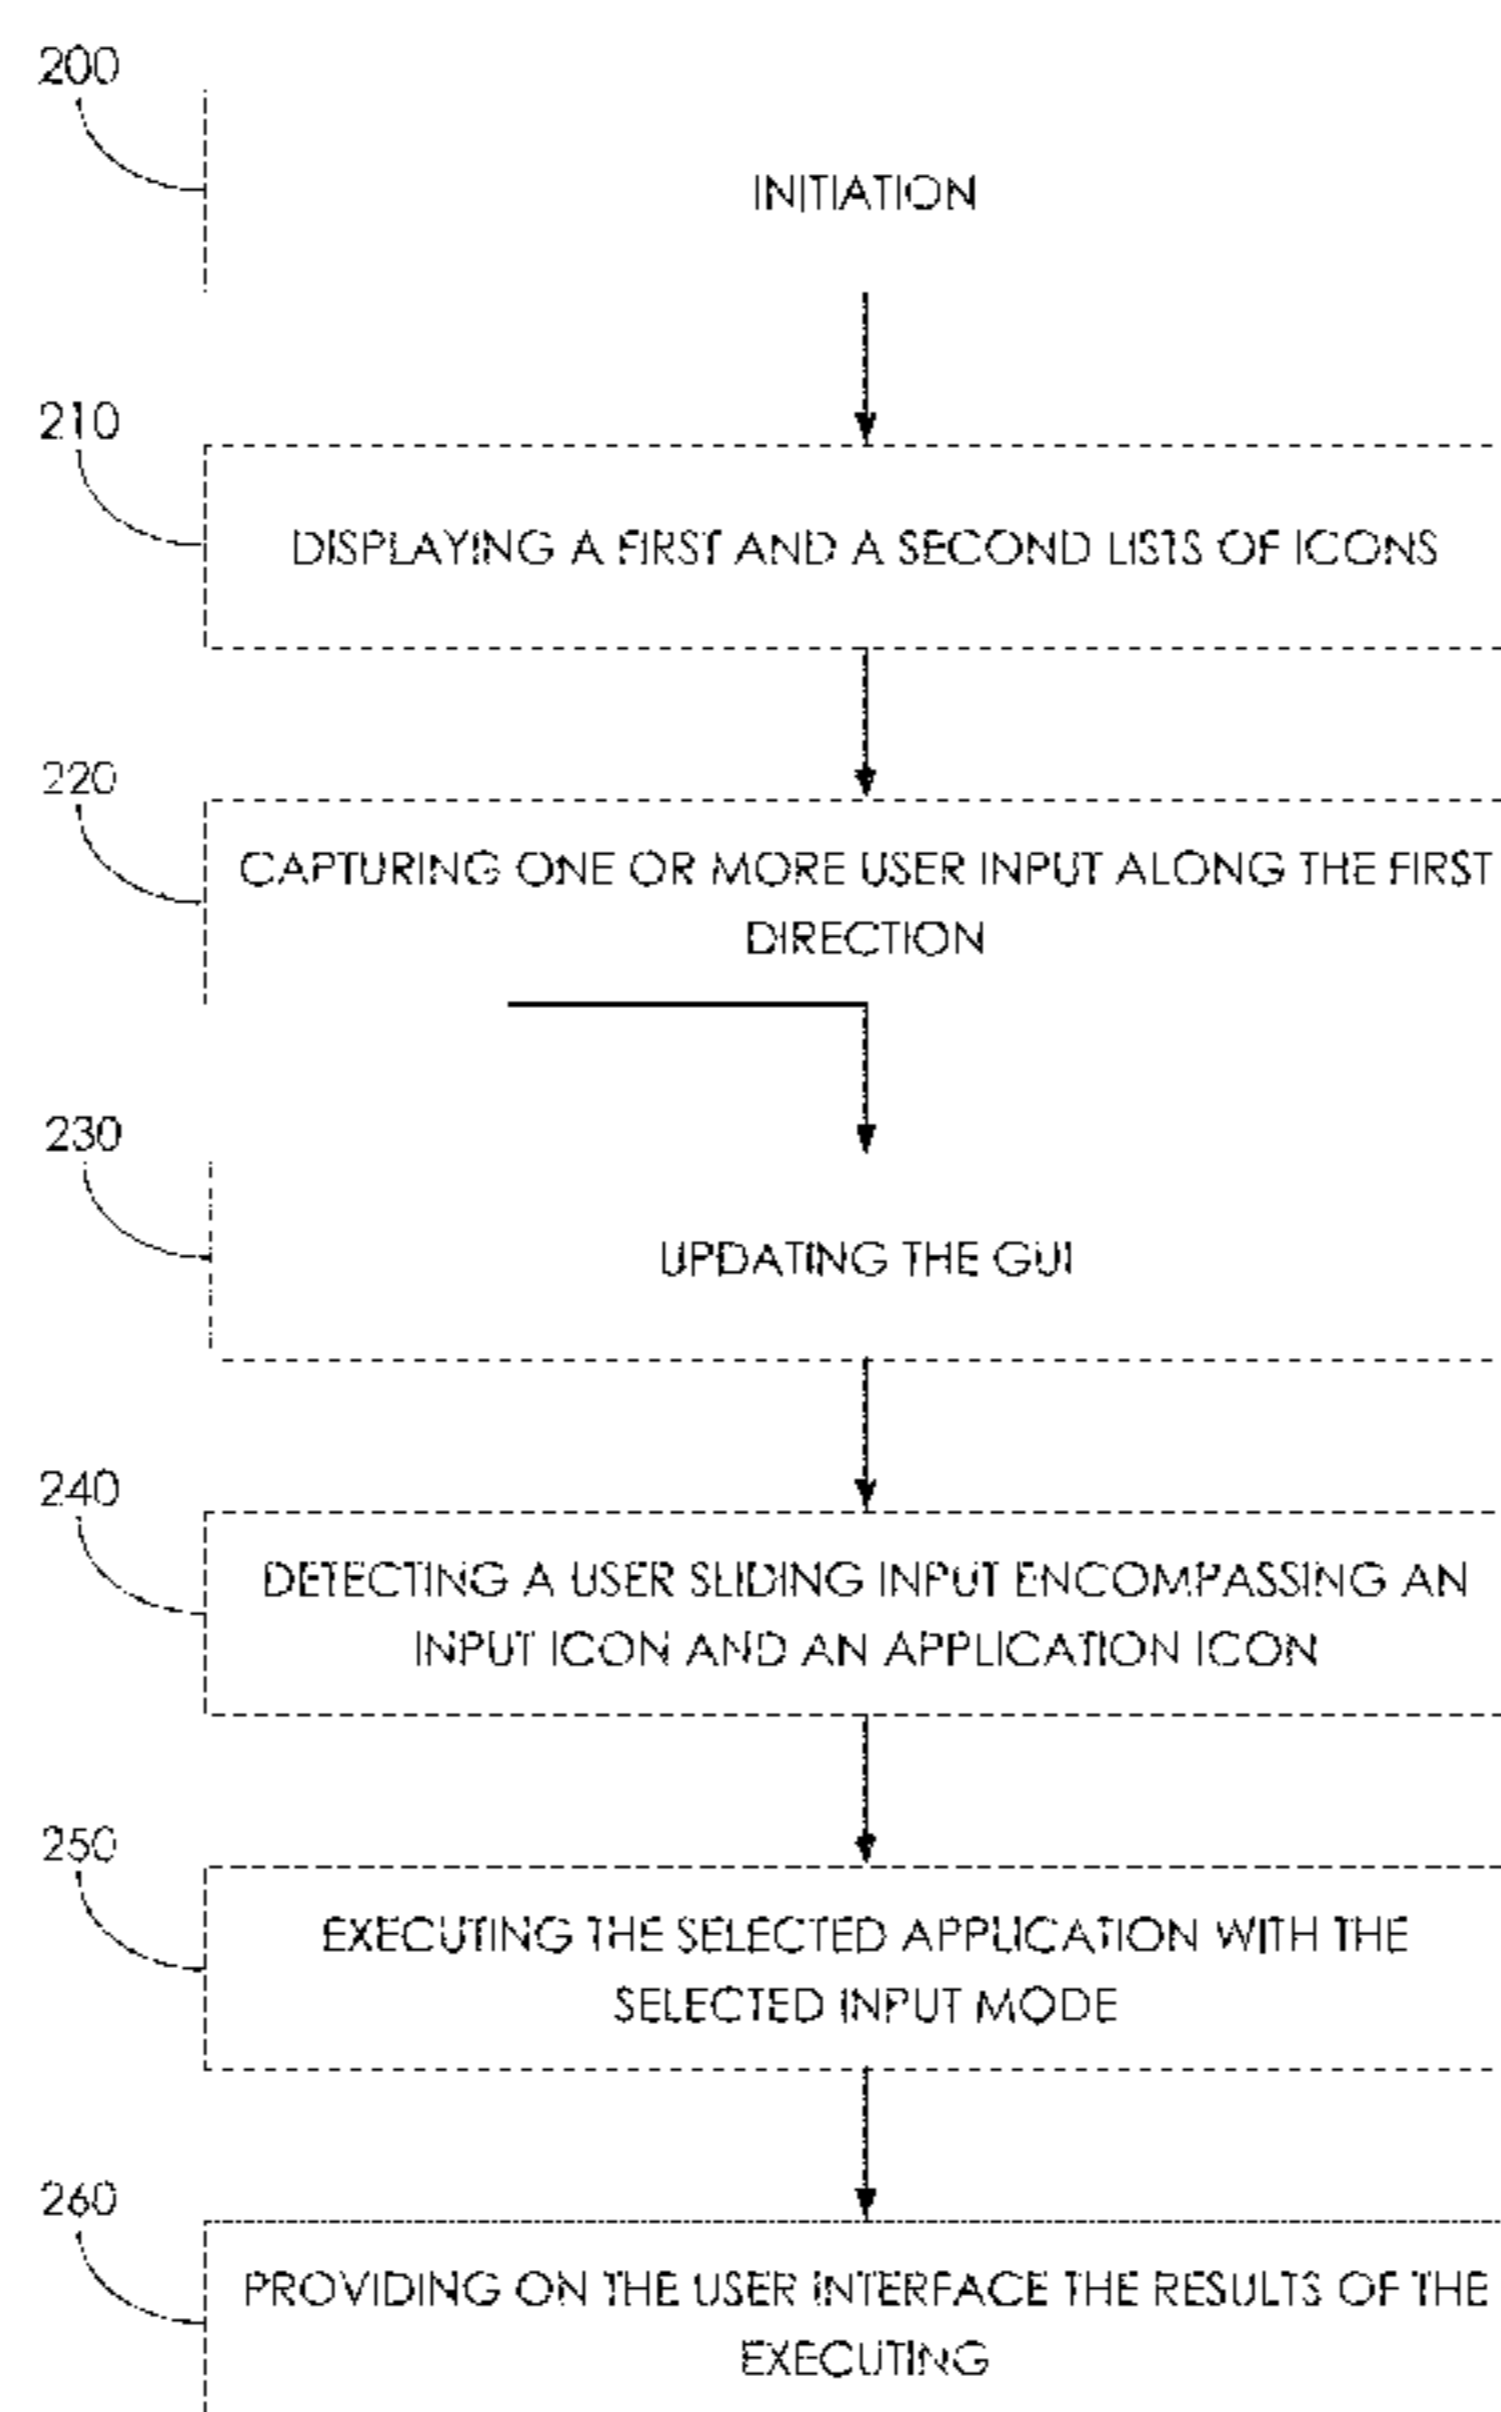 200
INITIATION
210
DISPLAYING A FIRST AND A SECOND LISTS OF ICONS
220
CAPTURING ONE OR MORE USER INPUT ALONG THE FIRST
DIRECTION
230
UPDATING THE GUI
240
DETECTING A USER SLIDING INPUT ENCOMPASSING AN
INPUT ICON AND AN APPLICATION ICON
250
EXECUTING THE SELECTED APPLICATION WITH THE
SELECTED INPUT MODE
260
PROVIDING ON THE USER INTERFACE THE RESULTS OF THE
EXECUTING